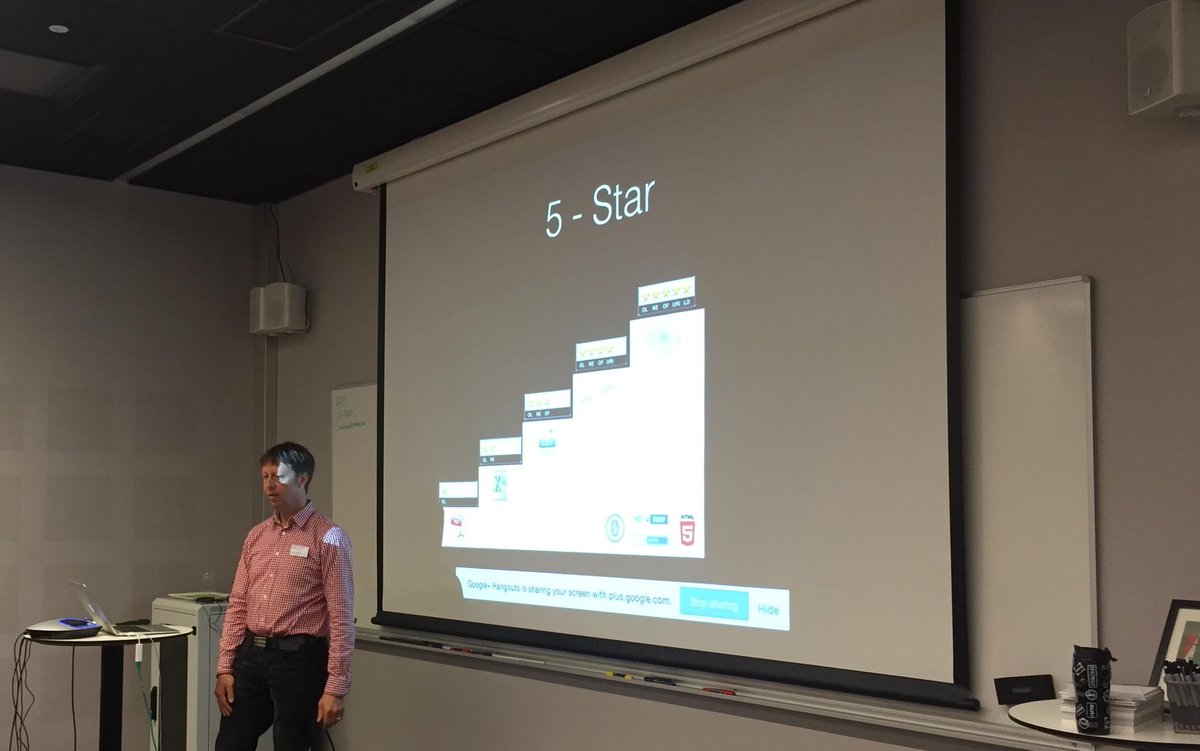 5 - Star
OL RE OF URI LD
OL RE OF URI
OL RE OF
OL RE
OL
HTML
5
Google+ Hangouts is sharing your screen with plus.google.com.
Stop sharing
Hide